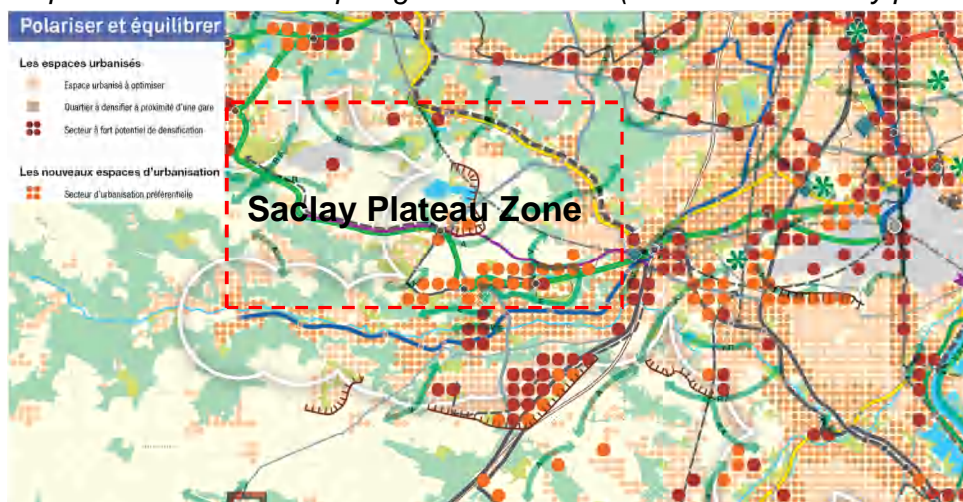 Polariser et équilibrer
Les espaces urbanisés
Espace urbanisé à optimiser
Quartier à densifier à proximité d'une gare
Secteur à fort potentiel de densification
Les nouveaux espaces d'urbanisation
Secteur d'urbanisation préférentielle
Saclay Plateau Zone